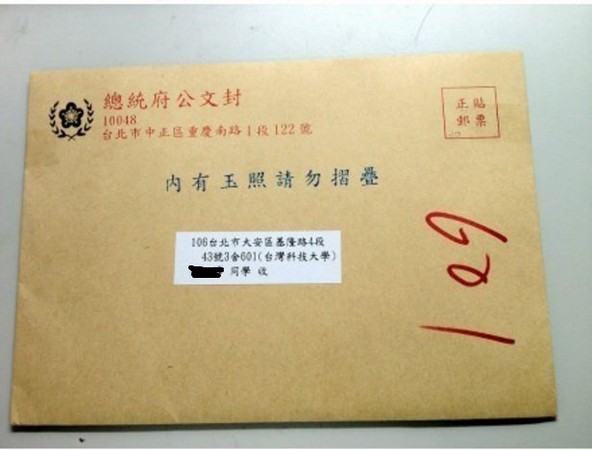 總統府公文封
10048
台北市中正區重慶南路1段122號
正貼
郵票
內有玉照請勿摺疊
106台北市大安區基隆路4段
43號3舍601(台灣科技大學)
同學 收
601